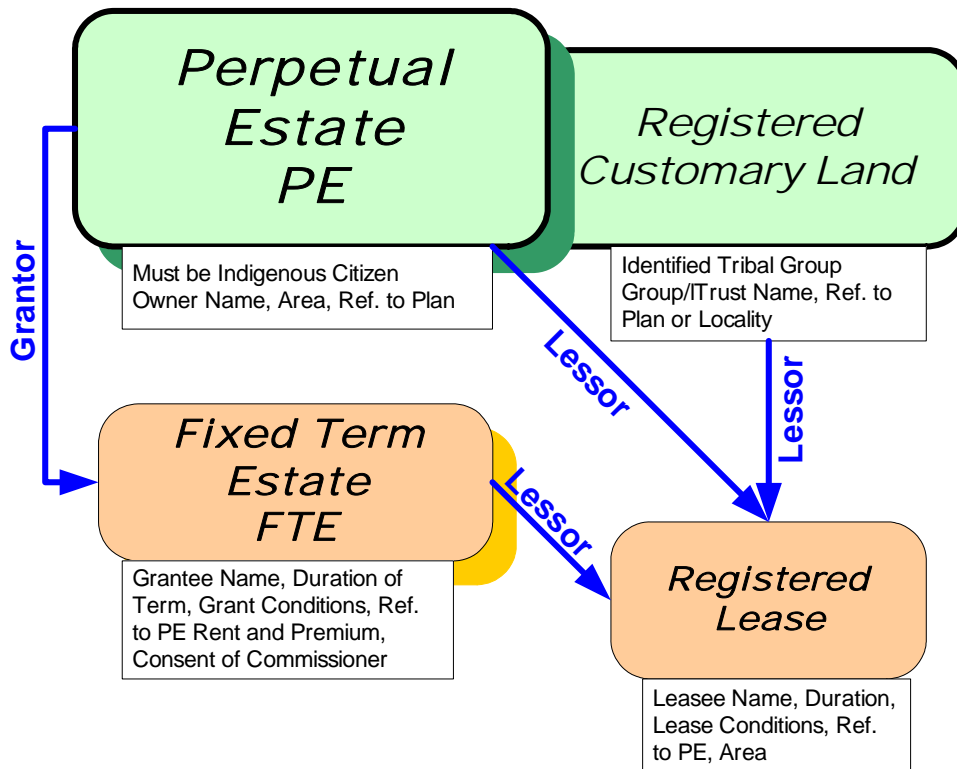 Perpetual
Estate
PE
Registered
Customary Land
Must be Indigenous Citizen
Owner Name, Area, Ref. to Plan
Identified Tribal Group
Group/lTrust Name, Ref. to
Plan or Locality
Grantor
Lessor
Lessor
Fixed Term
Estate
FTE
Lessor
Grantee Name, Duration of
Term, Grant Conditions, Ref.
to PE Rent and Premium,
Consent of Commissioner
Registered
Lease
Leasee Name, Duration,
Lease Conditions, Ref.
to PE, Area